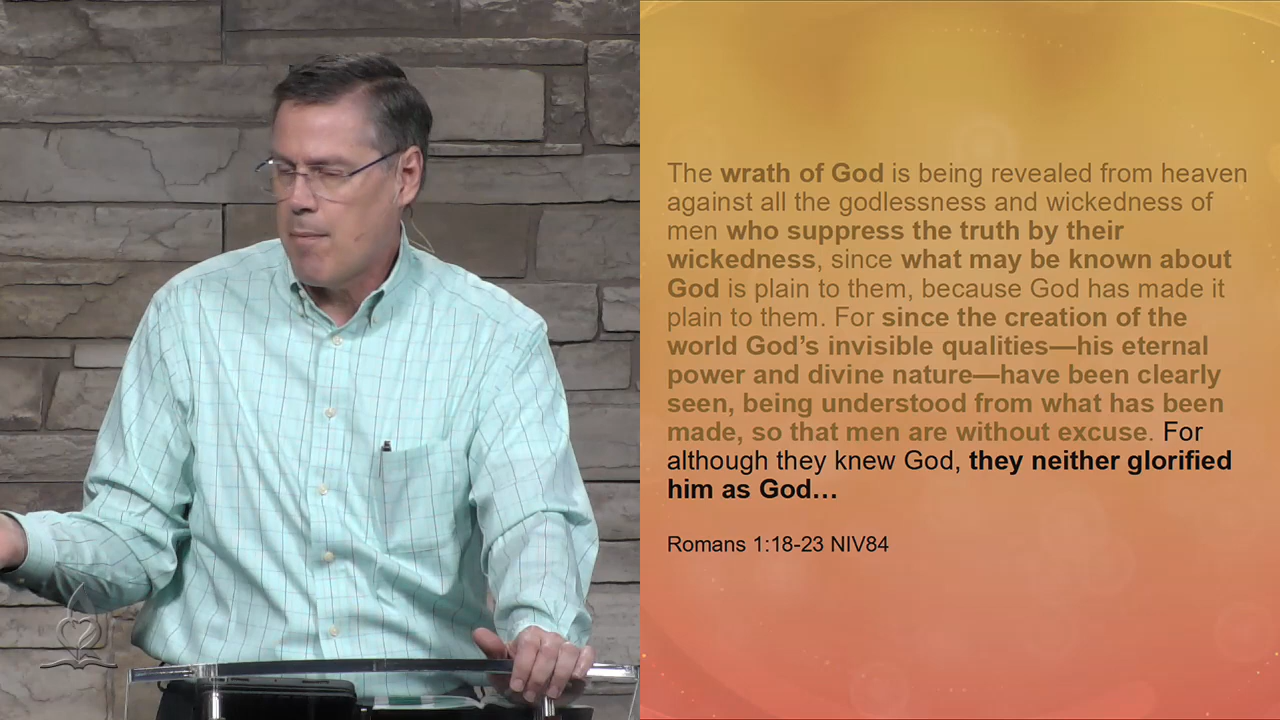 The wrath of God is being revealed from heaven
against all the godlessness and wickedness of
men who suppress the truth by their
wickedness, since what may be known about
God is plain to them, because God has made it
plain to them. For since the creation of the
world God’s invisible qualities—his eternal
power and divine nature—have been clearly
seen, being understood from what has been
made, so that men are without excuse. For
although they knew God, they neither glorified
him as God…
Romans 1:18-23 NIV84